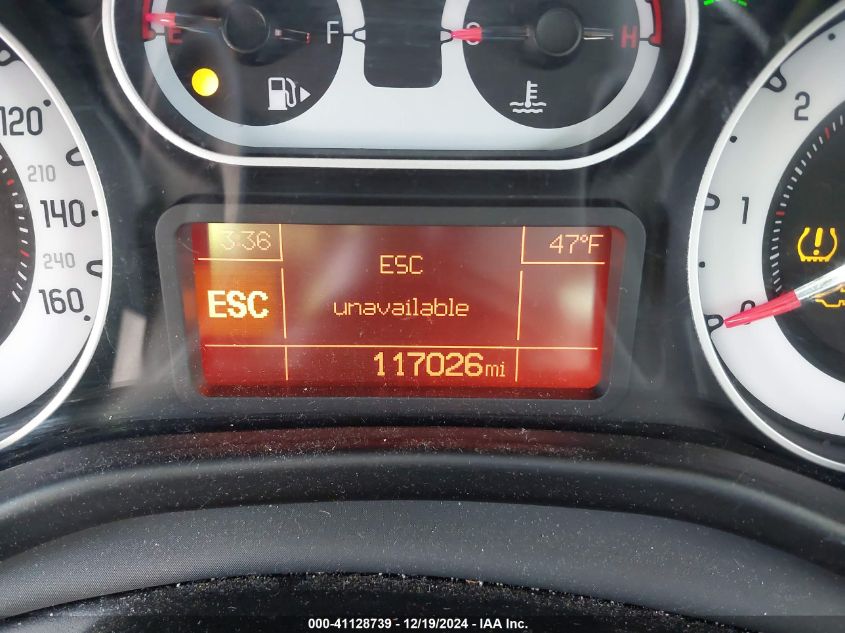 E F C H
120
210
140
240
160
2
1
0
3:36 47°F
ESC
ESC unavailable
117026mi
000-41128739 - 12/19/2024 - IAA Inc.